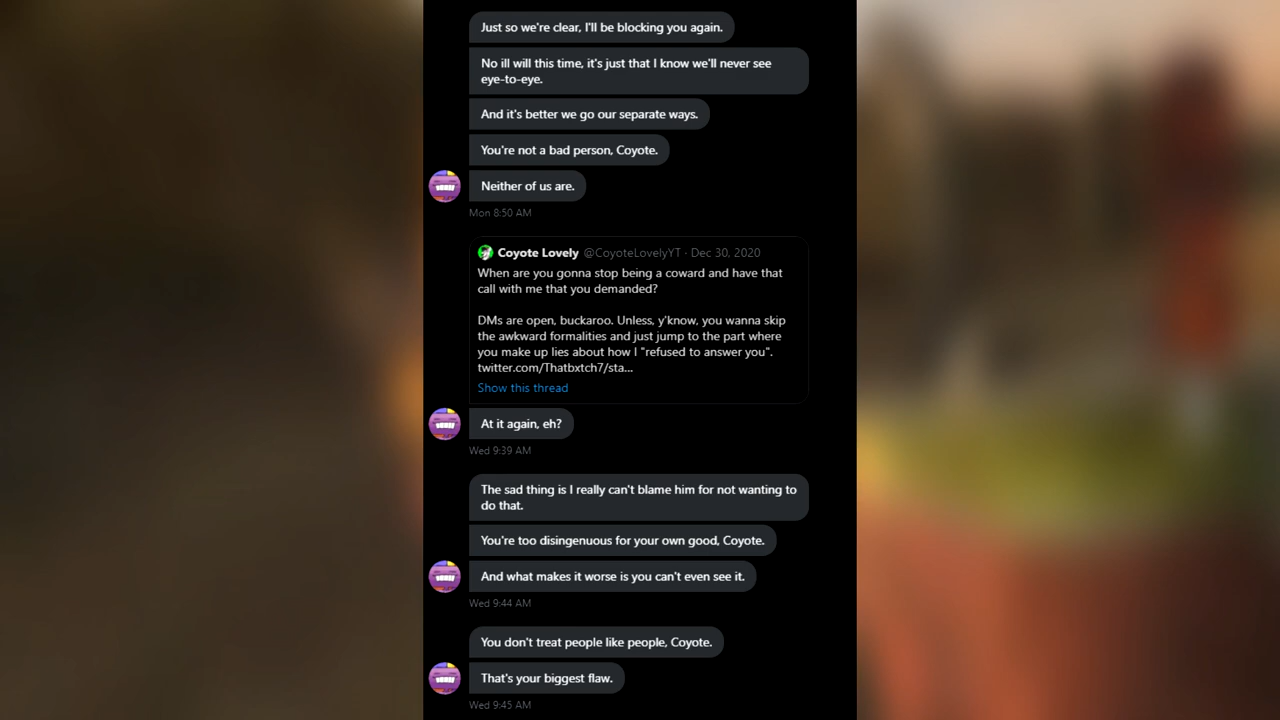 Just so we're clear, I'll be blocking you again.
No ill will this time, it's just that I know we'll never see
eye-to-eye.
And it's better we go our separate ways.
You're not a bad person, Coyote.
Neither of us are.
Mon 8:50 AM
Coyote Lovely @CoyoteLovelyYT · Dec 30, 2020
When are you gonna stop being a coward and have that
call with me that you demanded?
DMs are open, buckaroo. Unless, y'know, you wanna skip
the awkward formalities and just jump to the part where
you make up lies about how I "refused to answer you".
twitter.com/Thatbxtch7/sta...
Show this thread
At it again, eh?
Wed 9:39 AM
The sad thing is I really can't blame him for not wanting to
do that.
You're too disingenuous for your own good, Coyote.
And what makes it worse is you can't even see it.
Wed 9:44 AM
You don't treat people like people, Coyote.
That's your biggest flaw.
Wed 9:45 AM